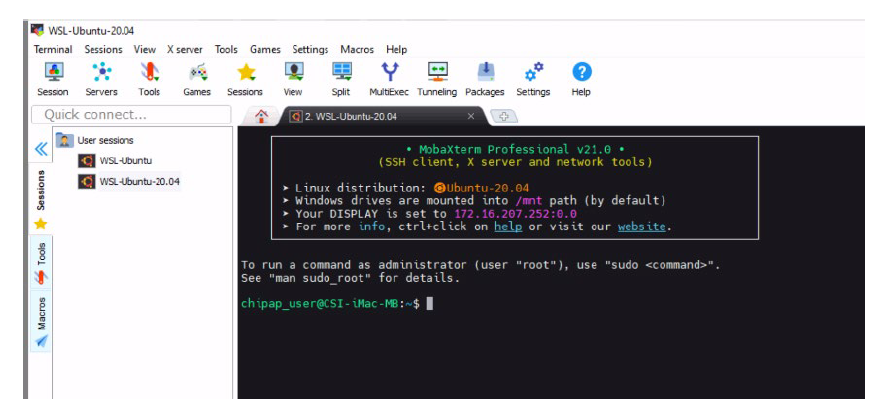 WSL-Ubuntu-20.04
Terminal Sessions View X server Tools Games Settings Macros Help
Session Servers Tools Games Sessions View Split MultiExec Tunneling Packages Settings Help
Quick connect...
2. WSL-Ubuntu-20.04
User sessions
WSL-Ubuntu
WSL-Ubuntu-20.04
Sessions
Tools
Macros
• MobaXterm Professional v21.0 •
(SSH client, X server and network tools)
➤ Linux distribution: Ubuntu-20.04
➤ Windows drives are mounted into /mnt path (by default)
➤ Your DISPLAY is set to 172.16.207.252:0.0
➤ For more info, ctrl+click on help or visit our website.
To run a command as administrator (user "root"), use "sudo <command>".
See "man sudo_root" for details.
chipap_user@CSI-iMac-MB:~$